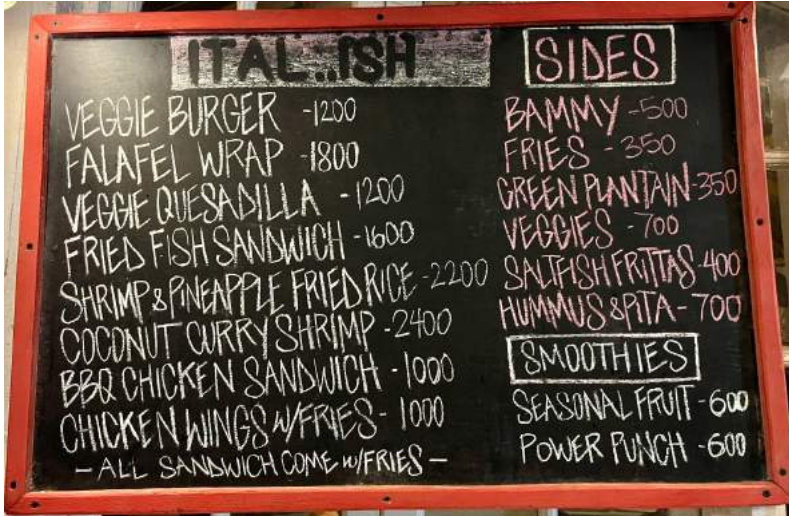 ITAL..ISH
VEGGIE BURGER -1200
FALAFEL WRAP -1800
VEGGIE QUESADILLA -1200
FRIED FISH SANDWICH -1600
SHRIMP & PINEAPPLE FRIED RICE -2200
COCONUT CURRY SHRIMP -2400
BBQ CHICKEN SANDWICH -1000
CHICKEN WINGS W/FRIES -1000
- ALL SANDWICH COME W/FRIES -
SIDES
BAMMY -500
FRIES -350
GREEN PLANTAIN -350
VEGGIES -700
SALTFISH FRITTAS -400
HUMMUS & PITA -700
SMOOTHIES
SEASONAL FRUIT -600
POWER PUNCH -600